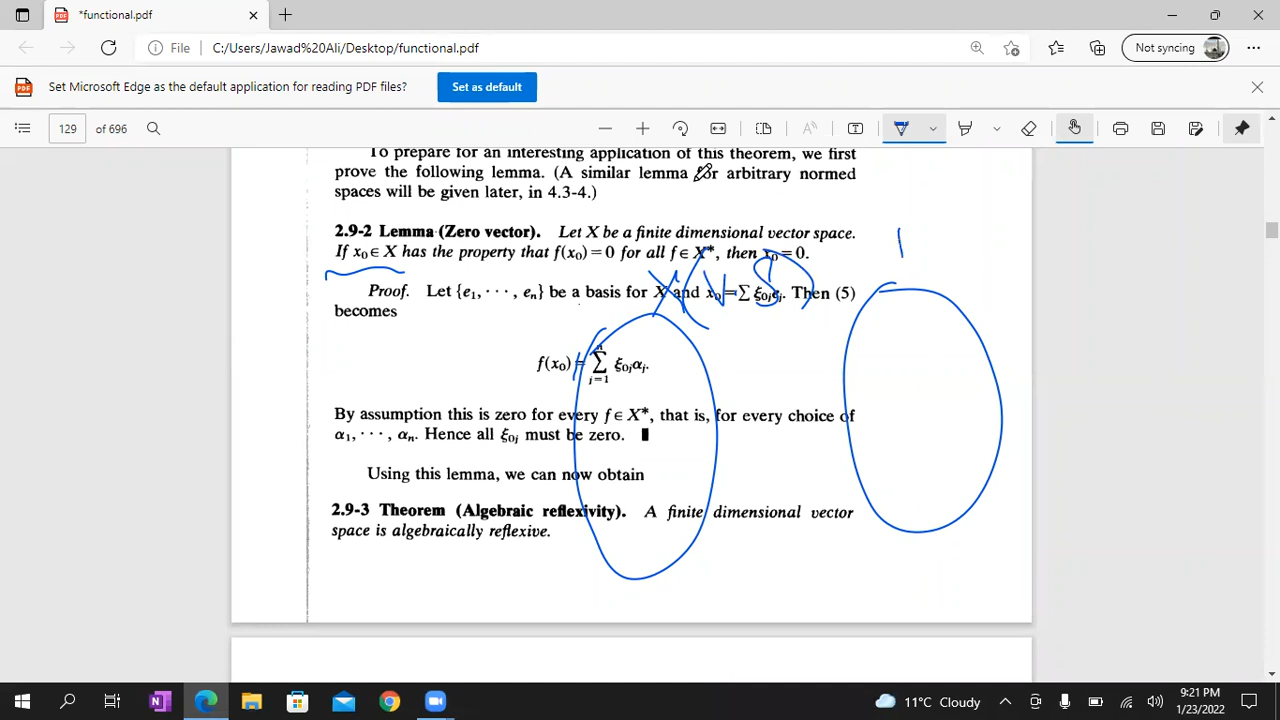 *functional.pdf
File C:/Users/Jawad%20Ali/Desktop/functional.pdf Not syncing
Set Microsoft Edge as the default application for reading PDF files? Set as default
129 of 696
To prepare for an interesting application of this theorem, we first
prove the following lemma. (A similar lemma for arbitrary normed
spaces will be given later, in 4.3-4.)
2.9-2 Lemma (Zero vector). Let X be a finite dimensional vector space.
If x₀ ∈ X has the property that f(x₀) = 0 for all f ∈ X*, then x₀ = 0.
X(V.S)
Proof. Let {e₁, ···, eₙ} be a basis for X and x₀ = Σ ξ₀ⱼeⱼ. Then (5)
becomes
f(x₀) = Σⁿⱼ₌₁ ξ₀ⱼαⱼ.
By assumption this is zero for every f ∈ X*, that is, for every choice of
α₁, ···, αₙ. Hence all ξ₀ⱼ must be zero. ▮
Using this lemma, we can now obtain
2.9-3 Theorem (Algebraic reflexivity). A finite dimensional vector
space is algebraically reflexive.
11°C Cloudy
9:21 PM
1/23/2022